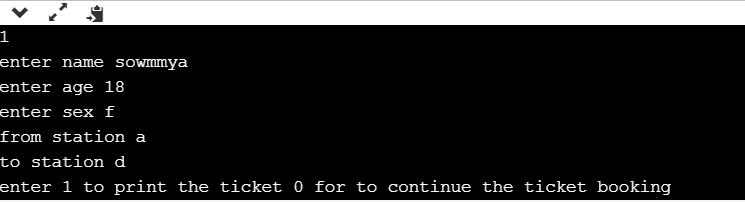 1
enter name sowmmya
enter age 18
enter sex f
from station a
to station d
enter 1 to print the ticket 0 for to continue the ticket booking